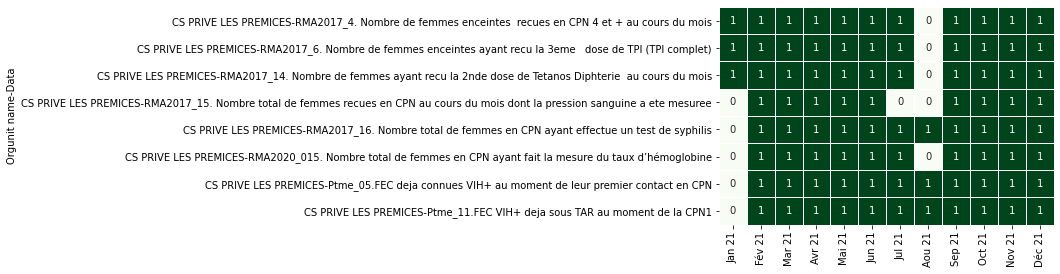 CS PRIVE LES PREMICES-RMA2017_4. Nombre de femmes enceintes  recues en CPN 4 et + au cours du mois 1 1 1 1 1 1 1 0 1 1 1 1
CS PRIVE LES PREMICES-RMA2017_6. Nombre de femmes enceintes ayant recu la 3eme   dose de TPI (TPI complet) 1 1 1 1 1 1 1 0 1 1 1 1
CS PRIVE LES PREMICES-RMA2017_14. Nombre de femmes ayant recu la 2nde dose de Tetanos Diphterie  au cours du mois 1 1 1 1 1 1 1 0 1 1 1 1
CS PRIVE LES PREMICES-RMA2017_15. Nombre total de femmes recues en CPN au cours du mois dont la pression sanguine a ete mesuree 0 1 1 1 1 1 0 0 1 1 1 1
CS PRIVE LES PREMICES-RMA2017_16. Nombre total de femmes en CPN ayant effectue un test de syphilis 0 1 1 1 1 1 1 1 1 1 1 1
CS PRIVE LES PREMICES-RMA2020_015. Nombre total de femmes en CPN ayant fait la mesure du taux d’hémoglobine 0 1 1 1 1 1 1 0 1 1 1 1
CS PRIVE LES PREMICES-Ptme_05.FEC deja connues VIH+ au moment de leur premier contact en CPN 0 1 1 1 1 1 1 1 1 1 1 1
CS PRIVE LES PREMICES-Ptme_11.FEC VIH+ deja sous TAR au moment de la CPN1 0 1 1 1 1 1 1 1 1 1 1 1
Orgunit name-Data
Jan 21 Fév 21 Mar 21 Avr 21 Mai 21 Jun 21 Jul 21 Aou 21 Sep 21 Oct 21 Nov 21 Déc 21